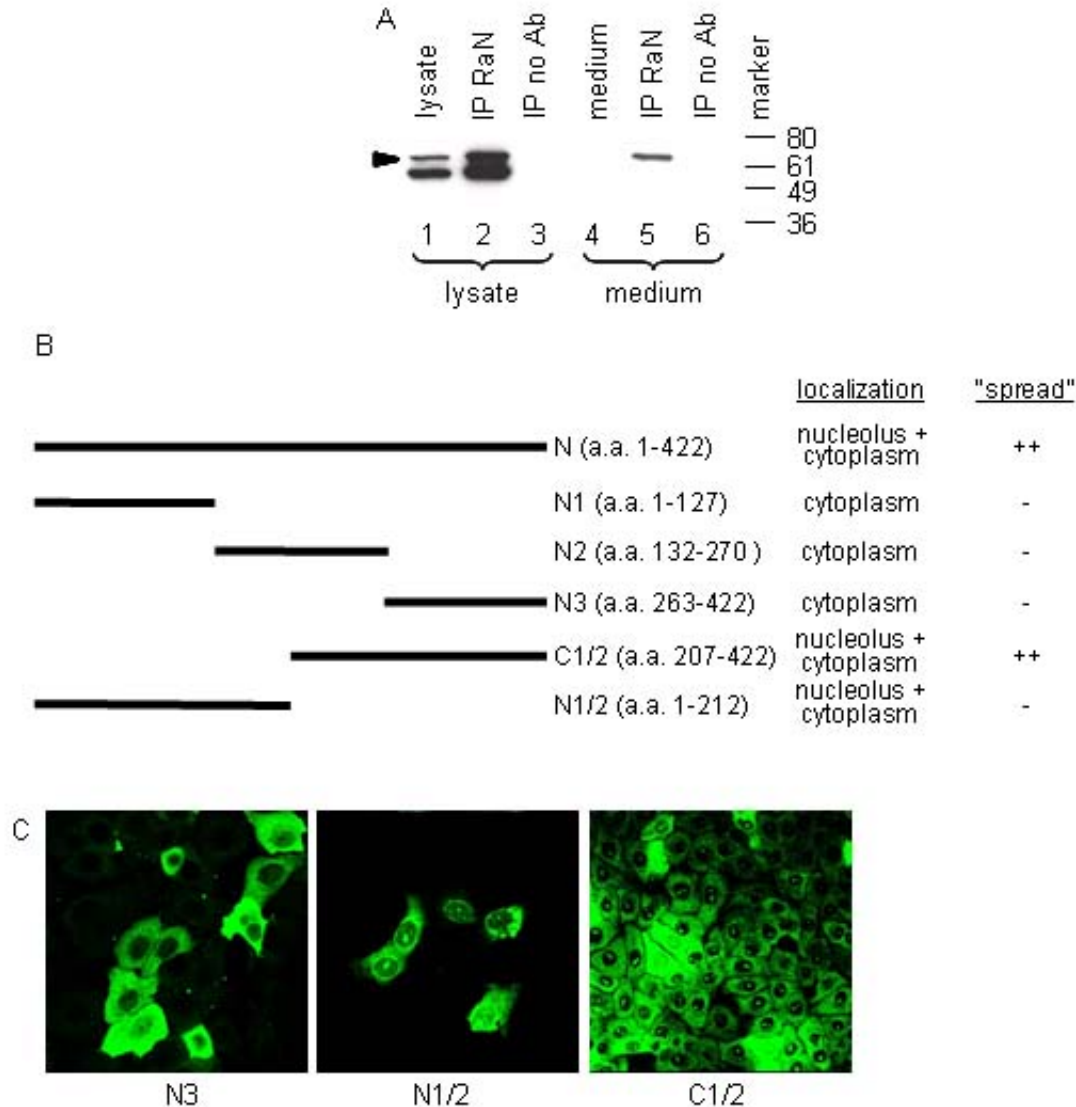 A
lysate
IP RaN
IP no Ab
medium
IP RaN
IP no Ab
marker
80
61
49
36
1 2 3 4 5 6
lysate medium
B
localization "spread"
N (a.a. 1-422) nucleolus + cytoplasm ++
N1 (a.a. 1-127) cytoplasm -
N2 (a.a. 132-270 ) cytoplasm -
N3 (a.a. 263-422) cytoplasm -
C1/2 (a.a. 207-422) nucleolus + cytoplasm ++
N1/2 (a.a. 1-212) nucleolus + cytoplasm -
C
N3 N1/2 C1/2